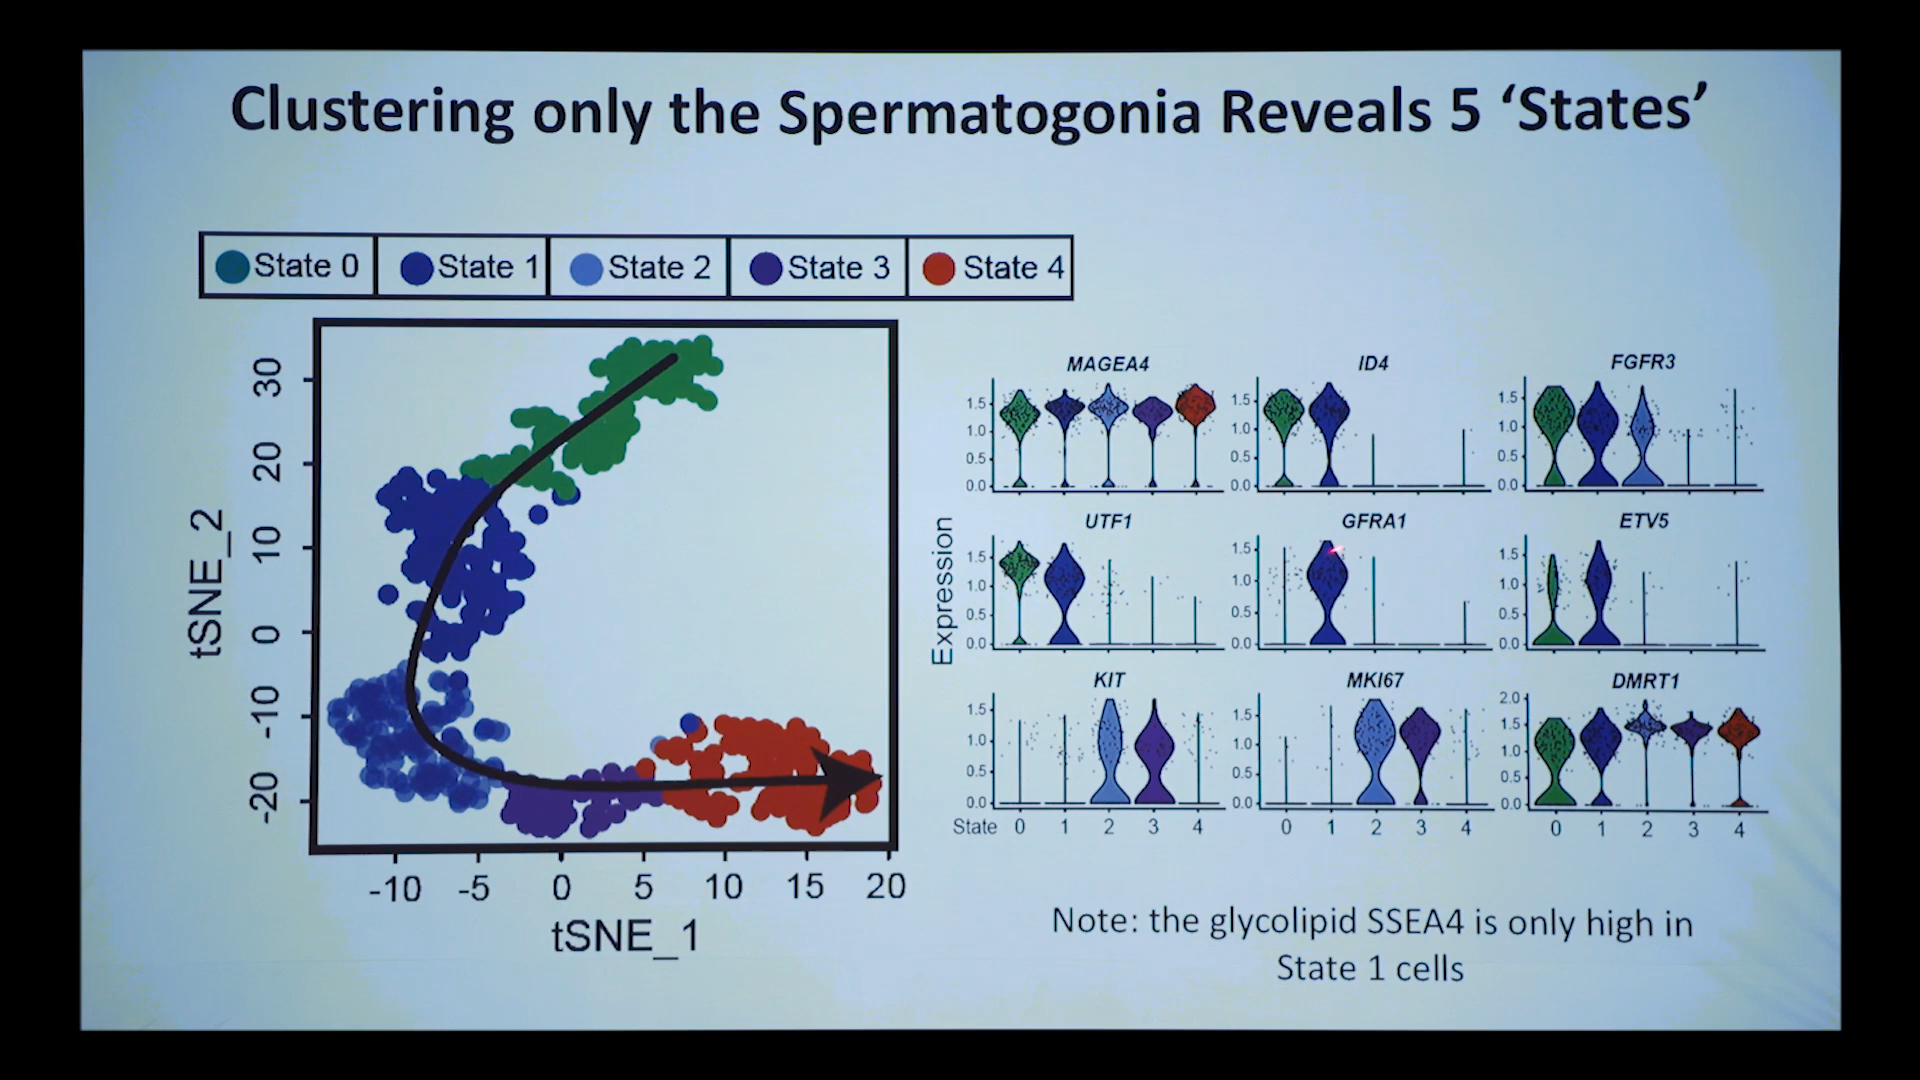 Clustering only the Spermatogonia Reveals 5 ‘States’
State 0 State 1 State 2 State 3 State 4
tSNE_2
30
20
10
0
-10
-20
-10 -5 0 5 10 15 20
tSNE_1
Expression
MAGEA4 ID4 FGFR3
1.5 1.5 1.5
1.0 1.0 1.0
0.5 0.5 0.5
0.0 0.0 0.0
UTF1 GFRA1 ETV5
1.5 1.5 1.5
1.0 1.0 1.0
0.5 0.5 0.5
0.0 0.0 0.0
KIT MKI67 DMRT1
2.0
1.5 1.5 1.5
1.0 1.0 1.0
0.5 0.5 0.5
0.0 0.0 0.0
State 0 1 2 3 4 0 1 2 3 4 0 1 2 3 4
Note: the glycolipid SSEA4 is only high in
State 1 cells